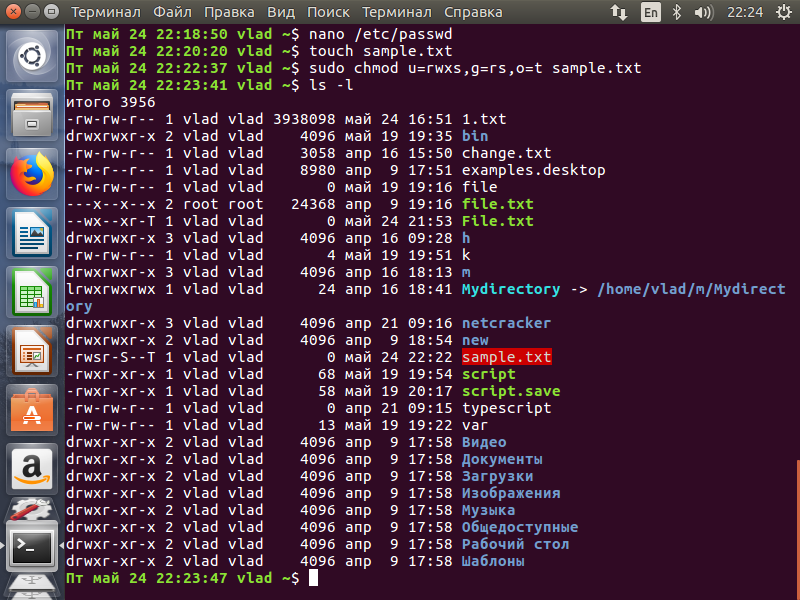 Терминал Файл Правка Вид Поиск Терминал Справка En 22:24
Пт май 24 22:18:50 vlad ~$ nano /etc/passwd
Пт май 24 22:20:20 vlad ~$ touch sample.txt
Пт май 24 22:22:37 vlad ~$ sudo chmod u=rwxs,g=rs,o=t sample.txt
Пт май 24 22:23:41 vlad ~$ ls -l
итого 3956
-rw-rw-r-- 1 vlad vlad 3938098 май 24 16:51 1.txt
drwxrwxr-x 2 vlad vlad    4096 май 19 19:35 bin
-rw-rw-r-- 1 vlad vlad    3058 апр 16 15:50 change.txt
-rw-r--r-- 1 vlad vlad    8980 апр  9 17:51 examples.desktop
-rw-rw-r-- 1 vlad vlad       0 май 19 19:16 file
---x--x--x 2 root root   24368 апр  9 19:16 file.txt
--wx--xr-T 1 vlad vlad       0 май 24 21:53 File.txt
drwxrwxr-x 3 vlad vlad    4096 апр 16 09:28 h
-rw-rw-r-- 1 vlad vlad       4 май 19 19:51 k
drwxrwxr-x 3 vlad vlad    4096 апр 16 18:13 m
lrwxrwxrwx 1 vlad vlad      24 апр 16 18:41 Mydirectory -> /home/vlad/m/Mydirect
ory
drwxrwxr-x 3 vlad vlad    4096 апр 21 09:16 netcracker
drwxrwxr-x 2 vlad vlad    4096 апр  9 18:54 new
-rwsr-S--T 1 vlad vlad       0 май 24 22:22 sample.txt
-rwxr-xr-x 1 vlad vlad      68 май 19 19:54 script
-rwxr-xr-x 1 vlad vlad      58 май 19 20:17 script.save
-rw-rw-r-- 1 vlad vlad       0 апр 21 09:15 typescript
-rw-rw-r-- 1 vlad vlad      13 май 19 19:22 var
drwxr-xr-x 2 vlad vlad    4096 апр  9 17:58 Видео
drwxr-xr-x 2 vlad vlad    4096 апр  9 17:58 Документы
drwxr-xr-x 2 vlad vlad    4096 апр  9 17:58 Загрузки
drwxr-xr-x 2 vlad vlad    4096 апр  9 17:58 Изображения
drwxr-xr-x 2 vlad vlad    4096 апр  9 17:58 Музыка
drwxr-xr-x 2 vlad vlad    4096 апр  9 17:58 Общедоступные
drwxr-xr-x 2 vlad vlad    4096 апр  9 17:58 Рабочий стол
drwxr-xr-x 2 vlad vlad    4096 апр  9 17:58 Шаблоны
Пт май 24 22:23:47 vlad ~$